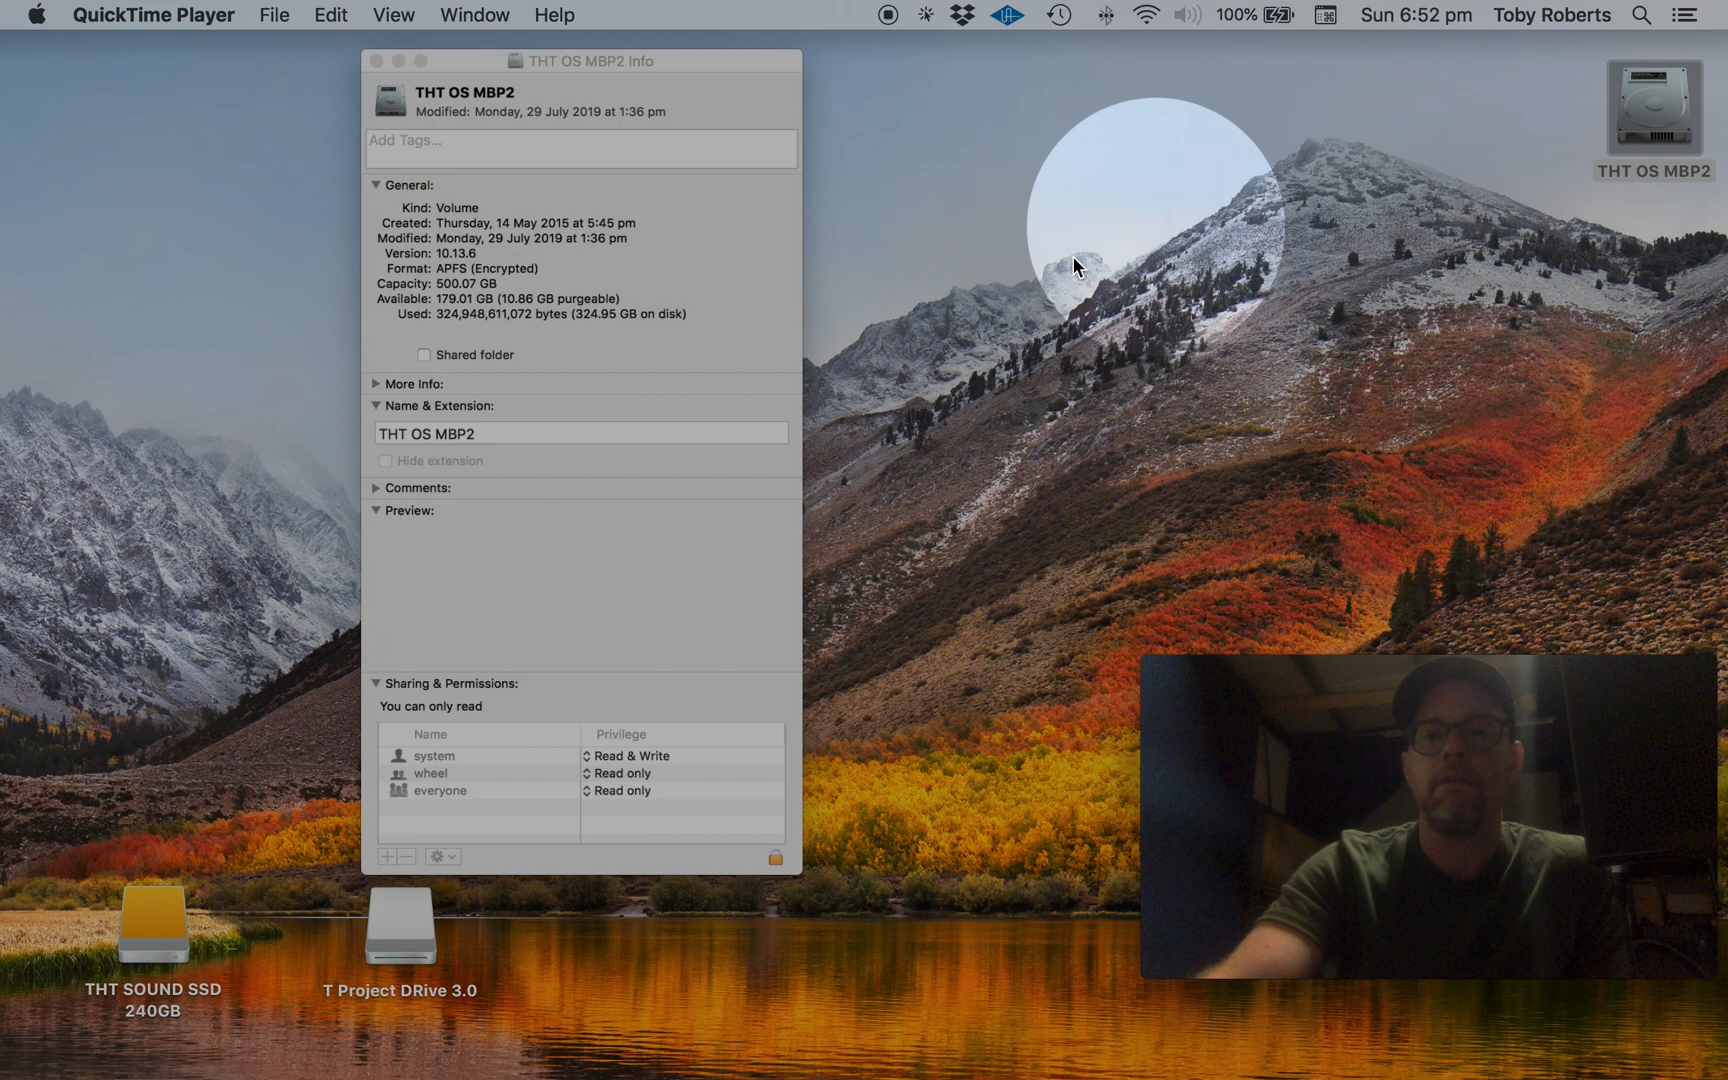 QuickTime Player File Edit View Window Help 100% Sun 6:52 pm Toby Roberts
THT OS MBP2 Info
THT OS MBP2
Modified: Monday, 29 July 2019 at 1:36 pm
Add Tags...
General:
Kind: Volume
Created: Thursday, 14 May 2015 at 5:45 pm
Modified: Monday, 29 July 2019 at 1:36 pm
Version: 10.13.6
Format: APFS (Encrypted)
Capacity: 500.07 GB
Available: 179.01 GB (10.86 GB purgeable)
Used: 324,948,611,072 bytes (324.95 GB on disk)
Shared folder
More Info:
Name & Extension:
THT OS MBP2
Hide extension
Comments:
Preview:
Sharing & Permissions:
You can only read
Name Privilege
system Read & Write
wheel Read only
everyone Read only
THT OS MBP2
THT SOUND SSD
240GB
T Project DRive 3.0